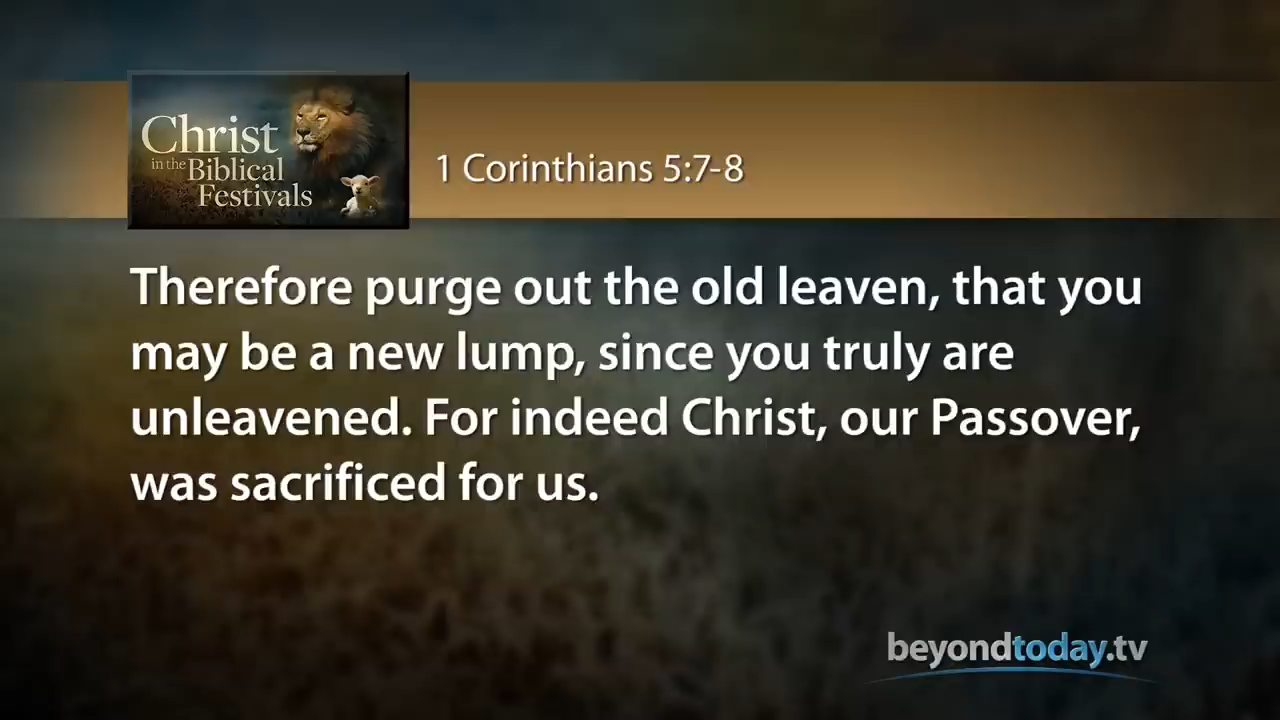 Christ
in the Biblical
Festivals
1 Corinthians 5:7-8
Therefore purge out the old leaven, that you
may be a new lump, since you truly are
unleavened. For indeed Christ, our Passover,
was sacrificed for us.
beyondtoday.tv